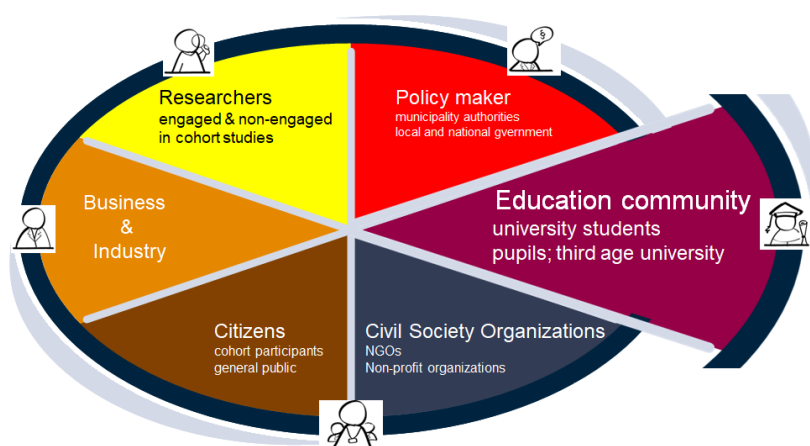 Researchers
engaged & non-engaged
in cohort studies
Policy maker
municipality authorities
local and national gvernment
§
Education community
university students
pupils; third age university
Business
&
Industry
Citizens
cohort participants
general public
Civil Society Organizations
NGOs
Non-profit organizations